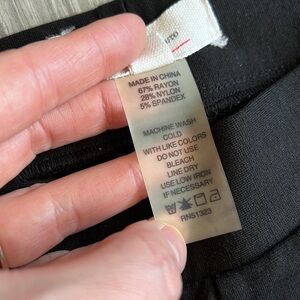 MADE IN CHINA
67% RAYON
28% NYLON
5% SPANDEX
MACHINE WASH
COLD
WITH LIKE COLORS
DO NOT USE
BLEACH
LINE DRY
USE LOW IRON
IF NECESSARY
RN51323